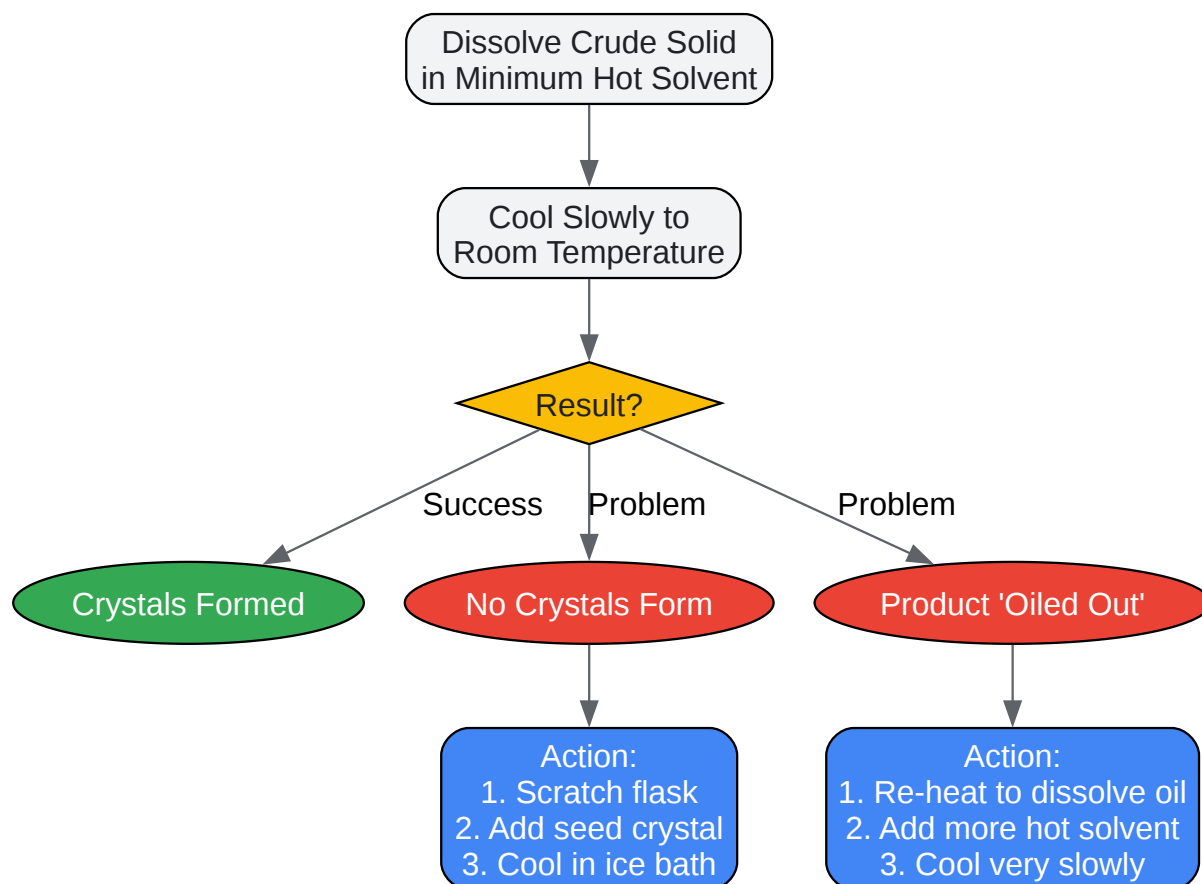 Dissolve Crude Solid
in Minimum Hot Solvent
Cool Slowly to
Room Temperature
Result?
Success
Problem
Problem
Crystals Formed
No Crystals Form
Product 'Oiled Out'
Action:
1. Scratch flask
2. Add seed crystal
3. Cool in ice bath
Action:
1. Re-heat to dissolve oil
2. Add more hot solvent
3. Cool very slowly